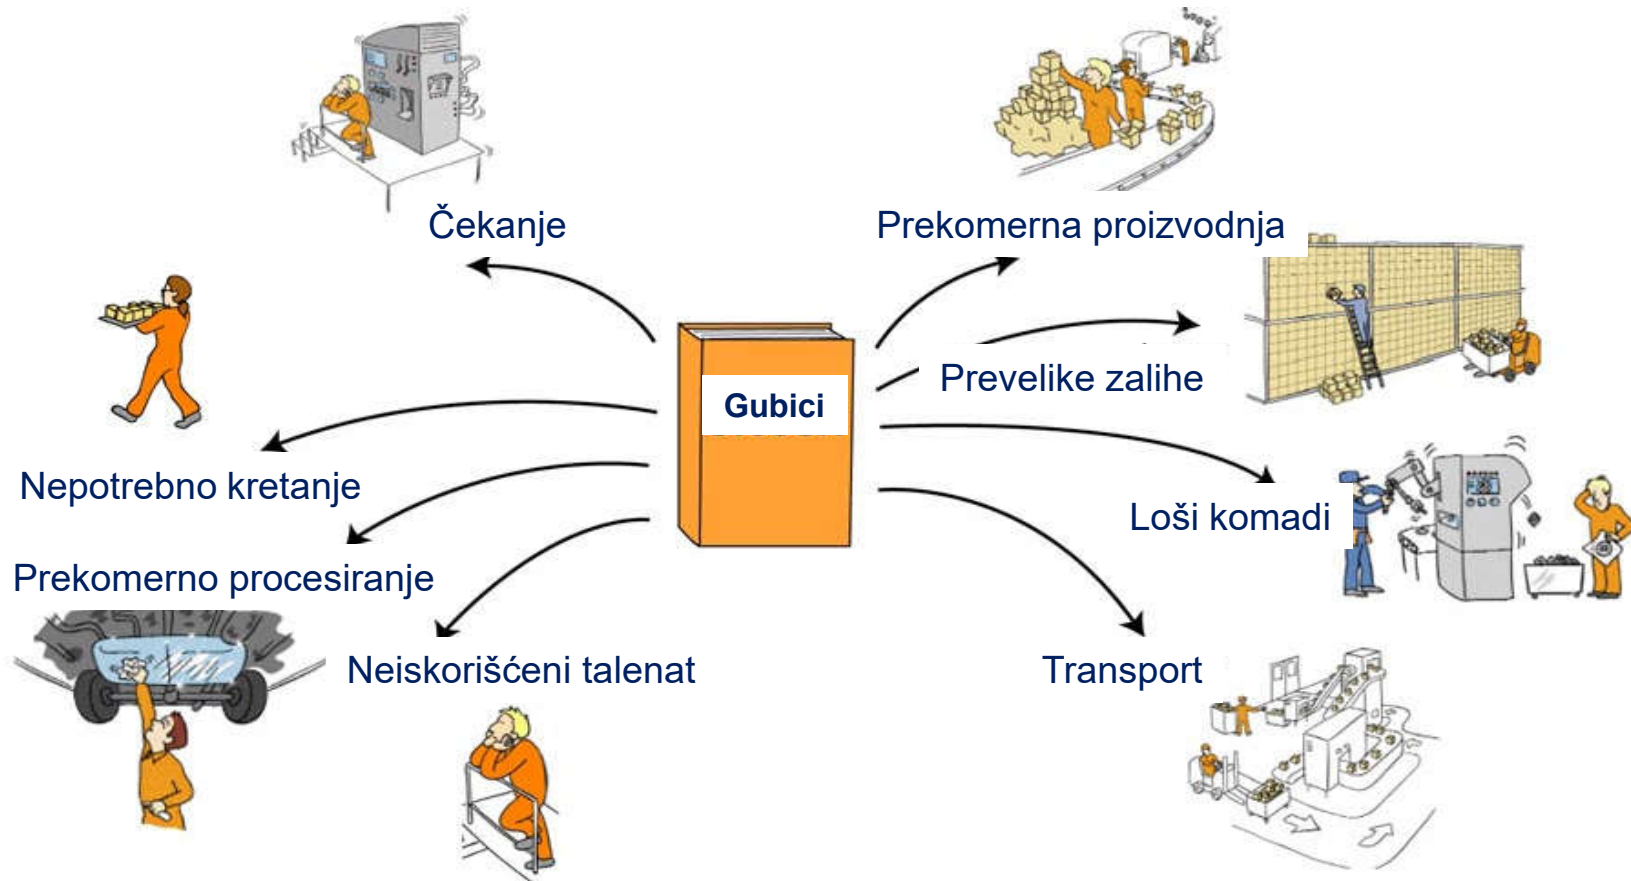 Čekanje
Prekomerna proizvodnja
Prevelike zalihe
Gubici
Nepotrebno kretanje
Loši komadi
Prekomerno procesiranje
Neiskorišćeni talenat
Transport